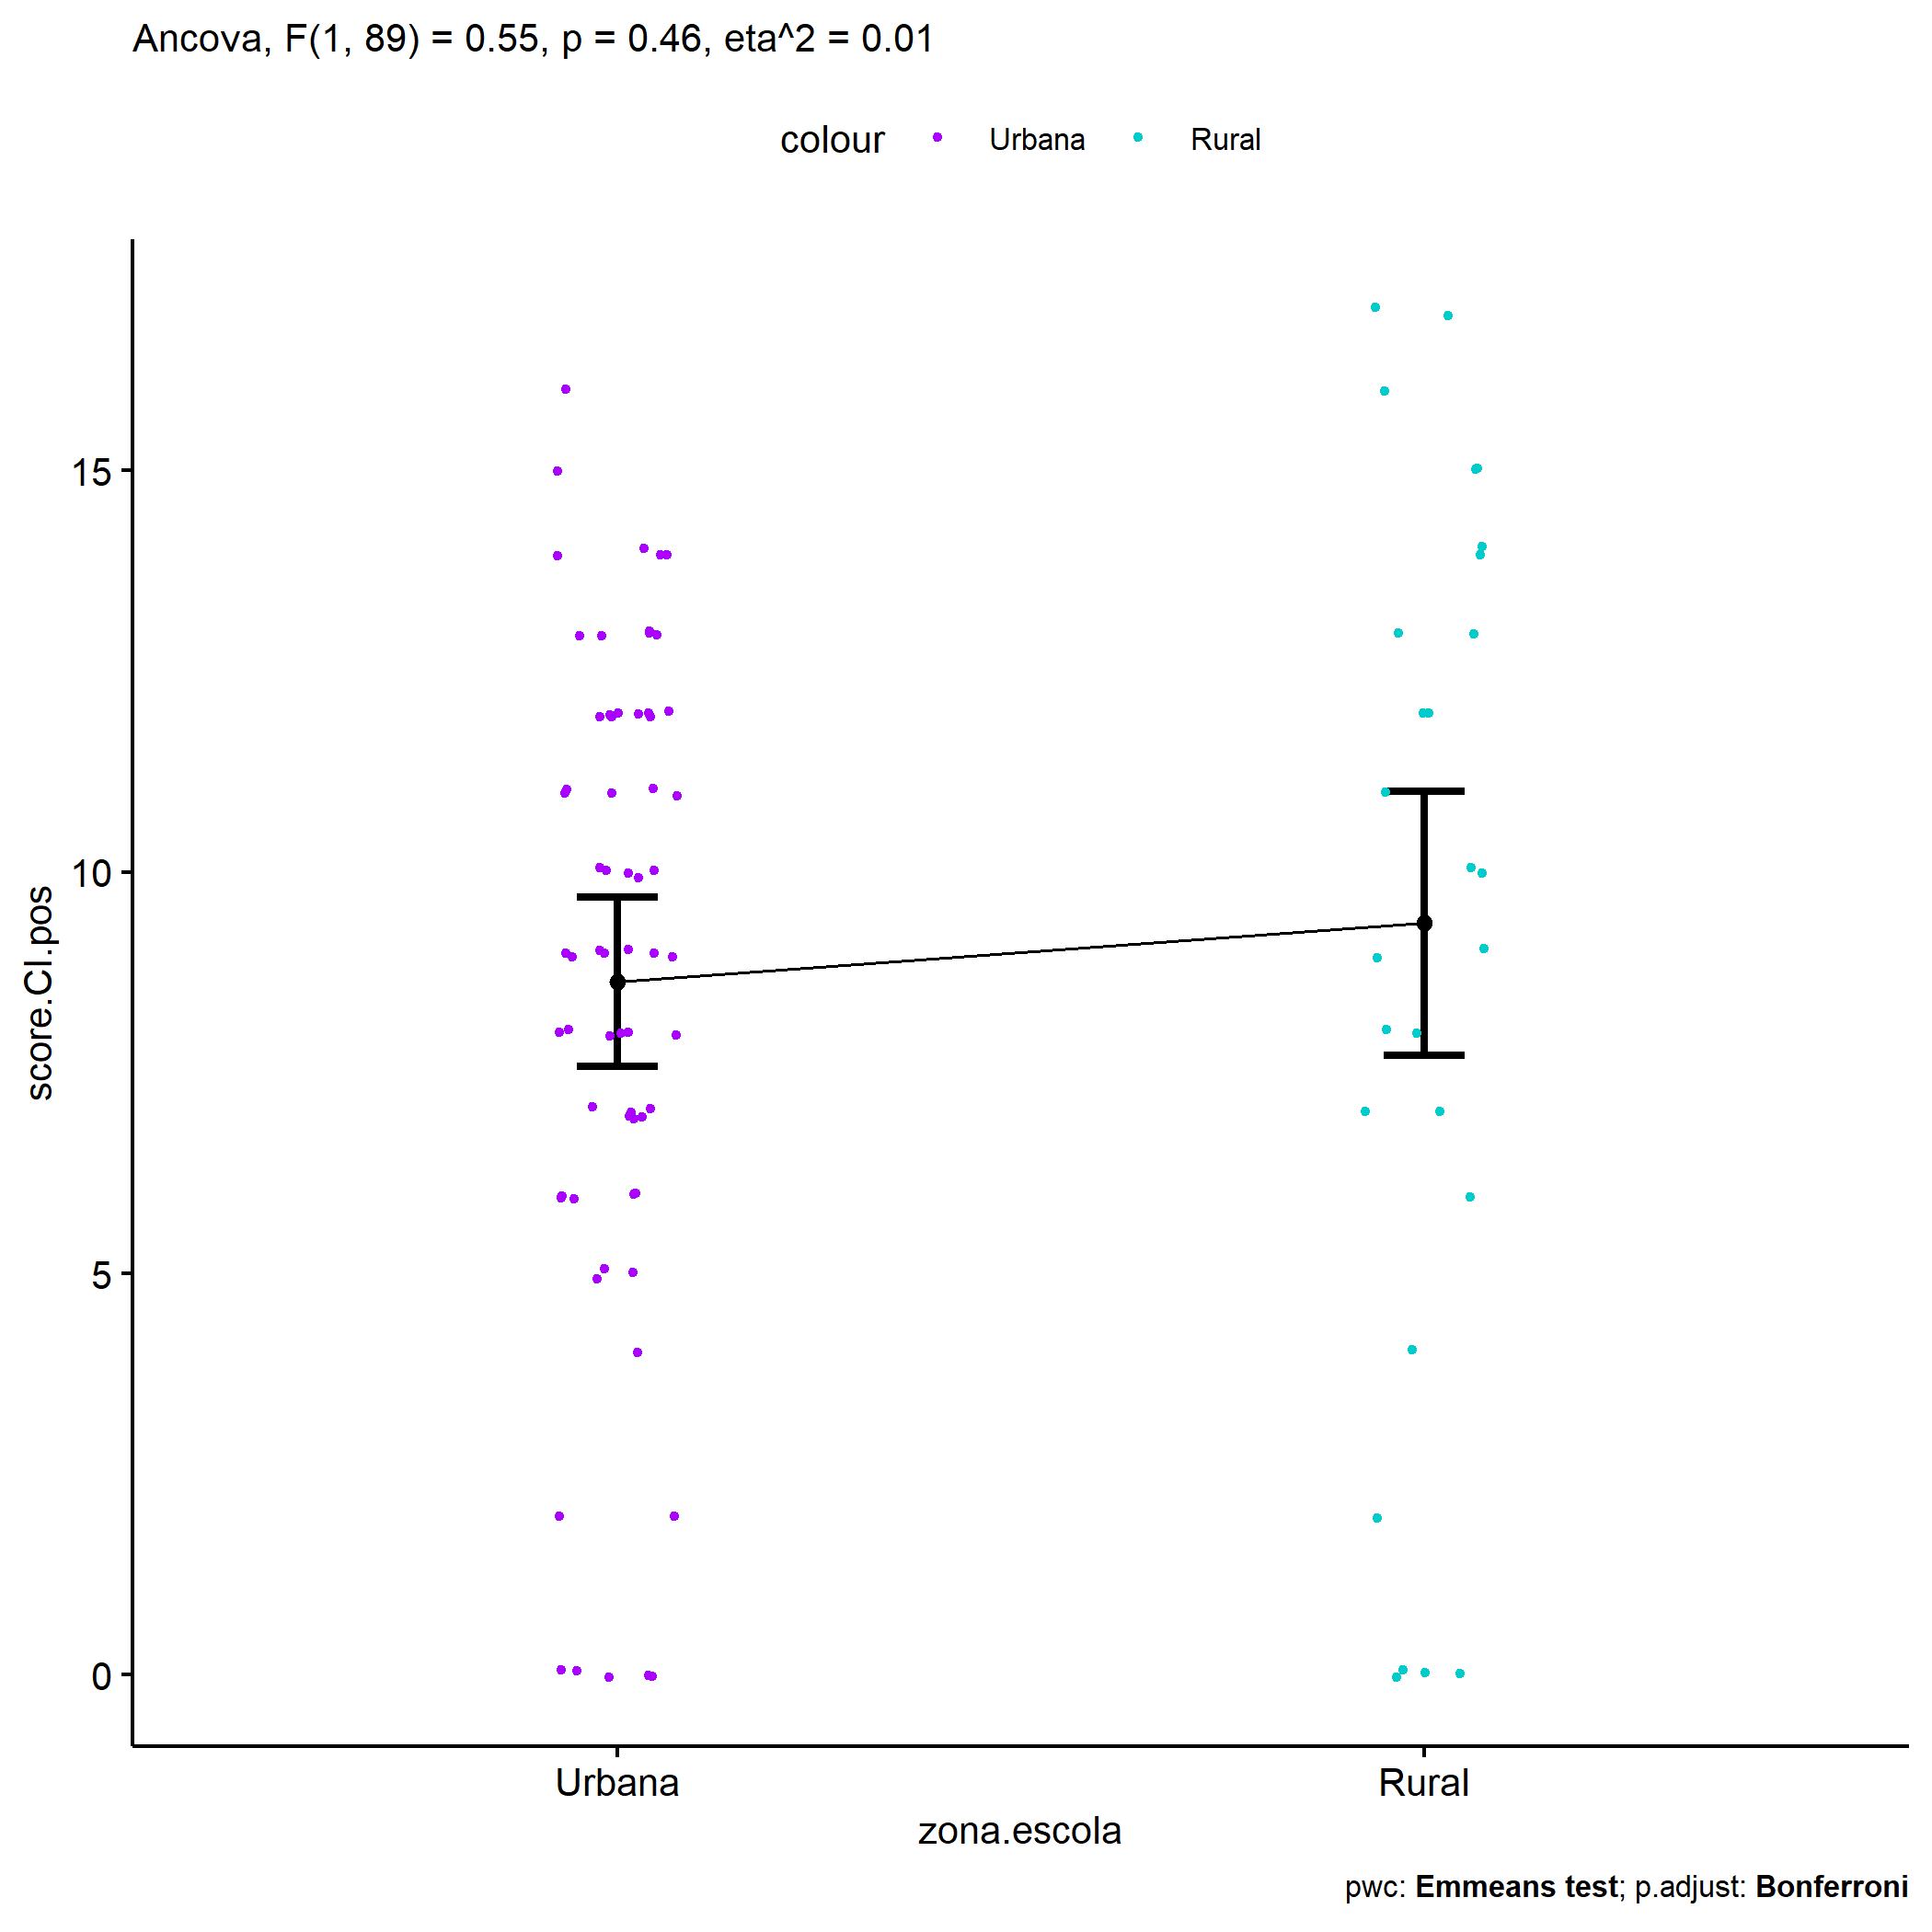 Ancova, F(1, 89) = 0.55, p = 0.46, eta^2 = 0.01
colour Urbana Rural
15
10
5
0
score.CI.pos
Urbana Rural
zona.escola
pwc: Emmeans test; p.adjust: Bonferroni